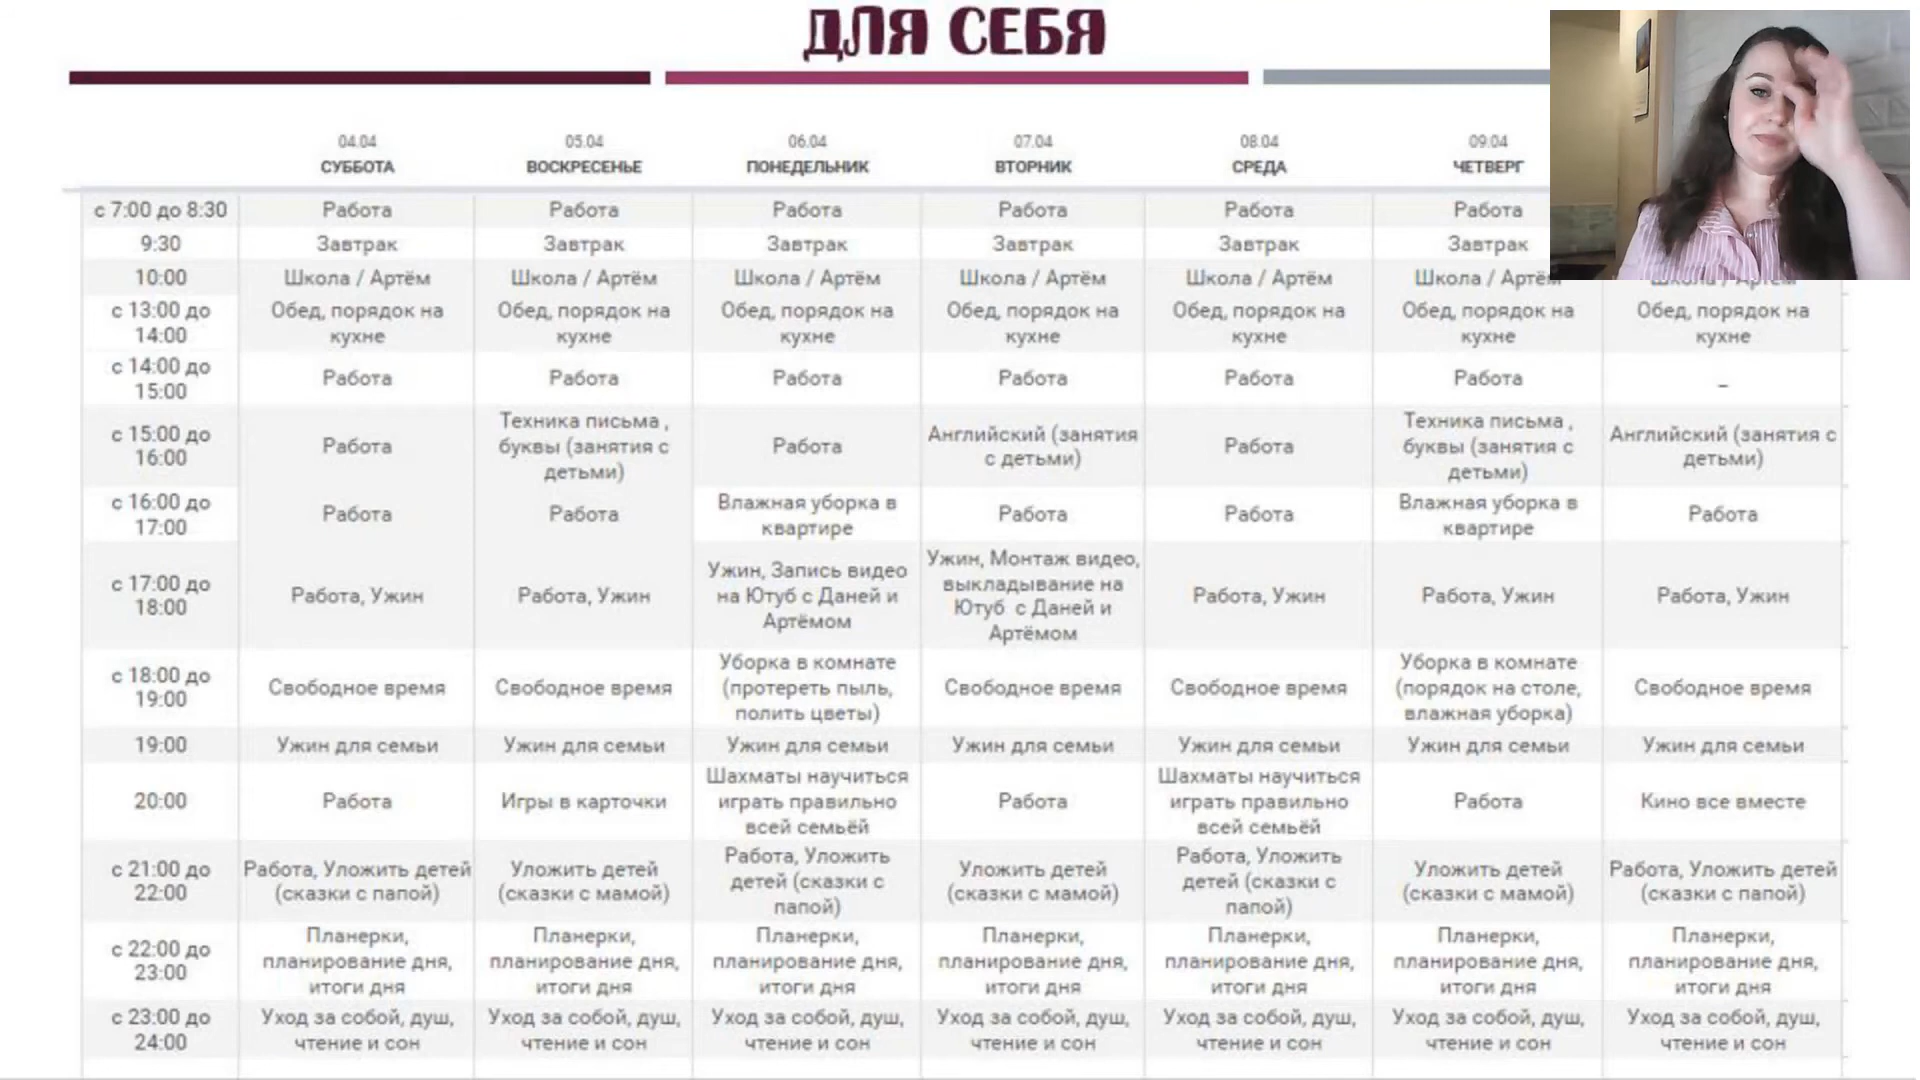 ДЛЯ СЕБЯ
04.04 05.04 06.04 07.04 08.04 09.04
СУББОТА ВОСКРЕСЕНЬЕ ПОНЕДЕЛЬНИК ВТОРНИК СРЕДА ЧЕТВЕРГ
с 7:00 до 8:30 Работа Работа Работа Работа Работа Работа
9:30 Завтрак Завтрак Завтрак Завтрак Завтрак Завтрак
10:00 Школа / Артём Школа / Артём Школа / Артём Школа / Артём Школа / Артём Школа / Артём Школа / Артём
с 13:00 до Обед, порядок на Обед, порядок на Обед, порядок на Обед, порядок на Обед, порядок на Обед, порядок на Обед, порядок на
14:00 кухне кухне кухне кухне кухне кухне кухне
с 14:00 до
15:00 Работа Работа Работа Работа Работа Работа –
с 15:00 до
16:00 Работа
Техника письма ,
буквы (занятия с
детьми)
Работа
Английский (занятия
с детьми)
Работа
Техника письма ,
буквы (занятия с
детьми)
Английский (занятия с
детьми)
с 16:00 до
17:00 Работа Работа
Влажная уборка в
квартире
Работа Работа
Влажная уборка в
квартире
Работа
с 17:00 до
18:00 Работа, Ужин Работа, Ужин
Ужин, Запись видео
на Ютуб с Даней и
Артёмом
Ужин, Монтаж видео,
выкладывание на
Ютуб с Даней и
Артёмом
Работа, Ужин Работа, Ужин Работа, Ужин
с 18:00 до
19:00 Свободное время Свободное время
Уборка в комнате
(протереть пыль,
полить цветы)
Свободное время Свободное время
Уборка в комнате
(порядок на столе,
влажная уборка)
Свободное время
19:00 Ужин для семьи Ужин для семьи Ужин для семьи Ужин для семьи Ужин для семьи Ужин для семьи Ужин для семьи
20:00 Работа Игры в карточки
Шахматы научиться
играть правильно
всей семьёй
Работа
Шахматы научиться
играть правильно
всей семьёй
Работа Кино все вместе
с 21:00 до
22:00
Работа, Уложить детей
(сказки с папой)
Уложить детей
(сказки с мамой)
Работа, Уложить
детей (сказки с
папой)
Уложить детей
(сказки с мамой)
Работа, Уложить
детей (сказки с
папой)
Уложить детей
(сказки с мамой)
Работа, Уложить детей
(сказки с папой)
с 22:00 до
23:00
Планерки, Планерки, Планерки, Планерки, Планерки, Планерки, Планерки,
планирование дня, планирование дня, планирование дня, планирование дня, планирование дня, планирование дня, планирование дня,
итоги дня итоги дня итоги дня итоги дня итоги дня итоги дня итоги дня
с 23:00 до Уход за собой, душ, Уход за собой, душ, Уход за собой, душ, Уход за собой, душ, Уход за собой, душ, Уход за собой, душ, Уход за собой, душ,
24:00 чтение и сон чтение и сон чтение и сон чтение и сон чтение и сон чтение и сон чтение и сон